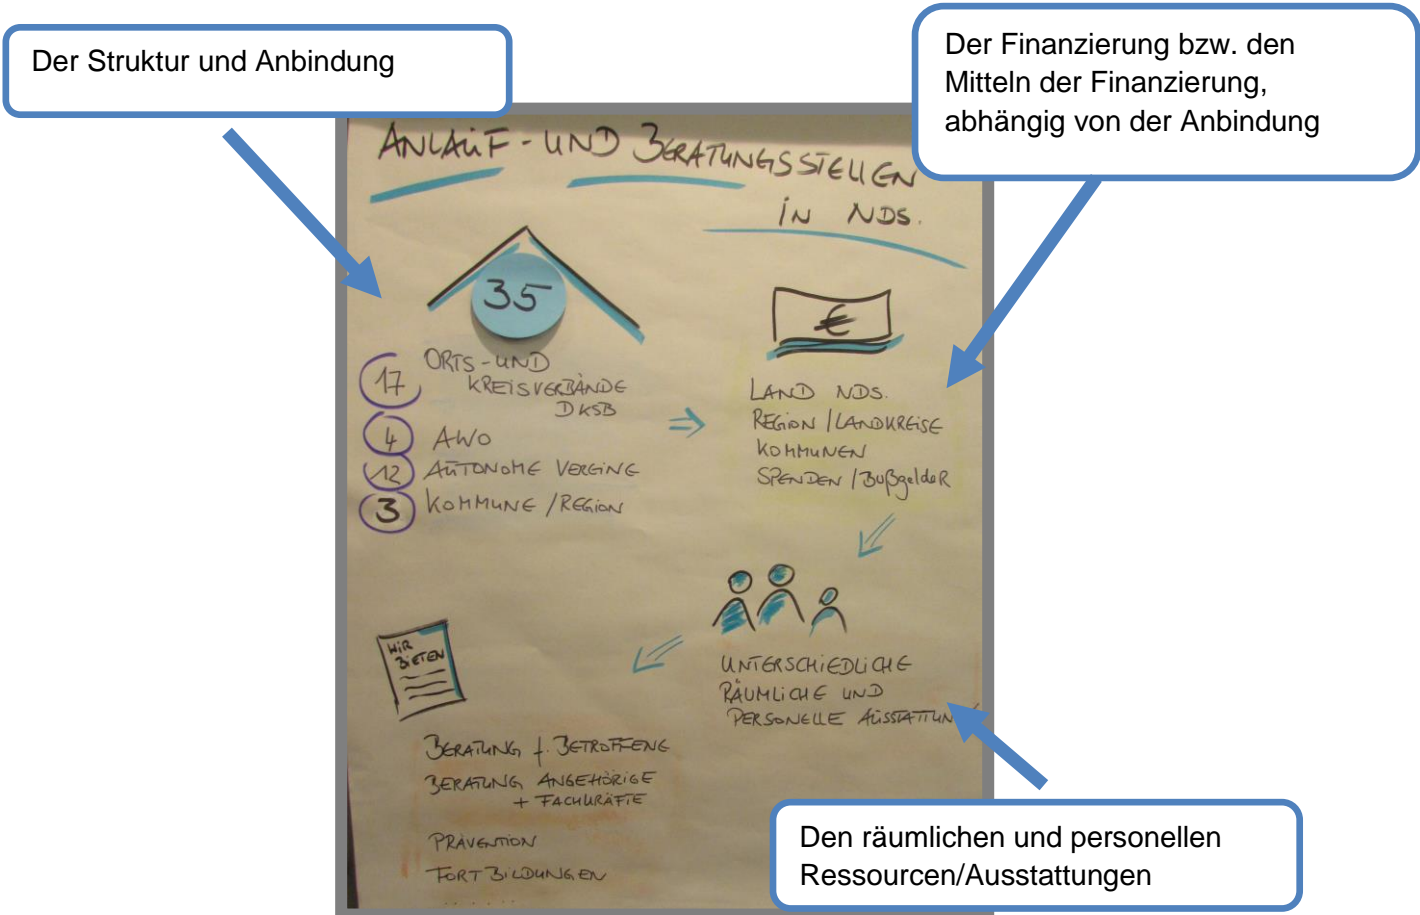 Der Struktur und Anbindung
Der Finanzierung bzw. den
Mitteln der Finanzierung,
abhängig von der Anbindung
ANLAUF - UND BERATUNGSSTELLEN
IN NDS.
35
€
17 ORTS - UND
KREISVERBÄNDE
DKSB
4 AWO
12 AUTONOME VEREINE
3 KOMMUNE / REGION
LAND NDS.
REGION / LANDKREISE
KOMMUNEN
SPENDEN / BUßgeldeR
UNTERSCHIEDLICHE
RÄUMLICHE UND
PERSONELLE AUSSTATTUN
WIR
BIETEN
BERATUNG f. BETROFFENE
BERATUNG ANGEHÖRIGE
+ FACHKRÄFTE
PRÄVENTION
FORTBILDUNGEN
......
Den räumlichen und personellen
Ressourcen/Ausstattungen